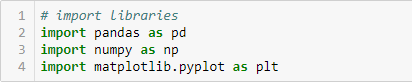 1 # import libraries
2 import pandas as pd
3 import numpy as np
4 import matplotlib.pyplot as plt